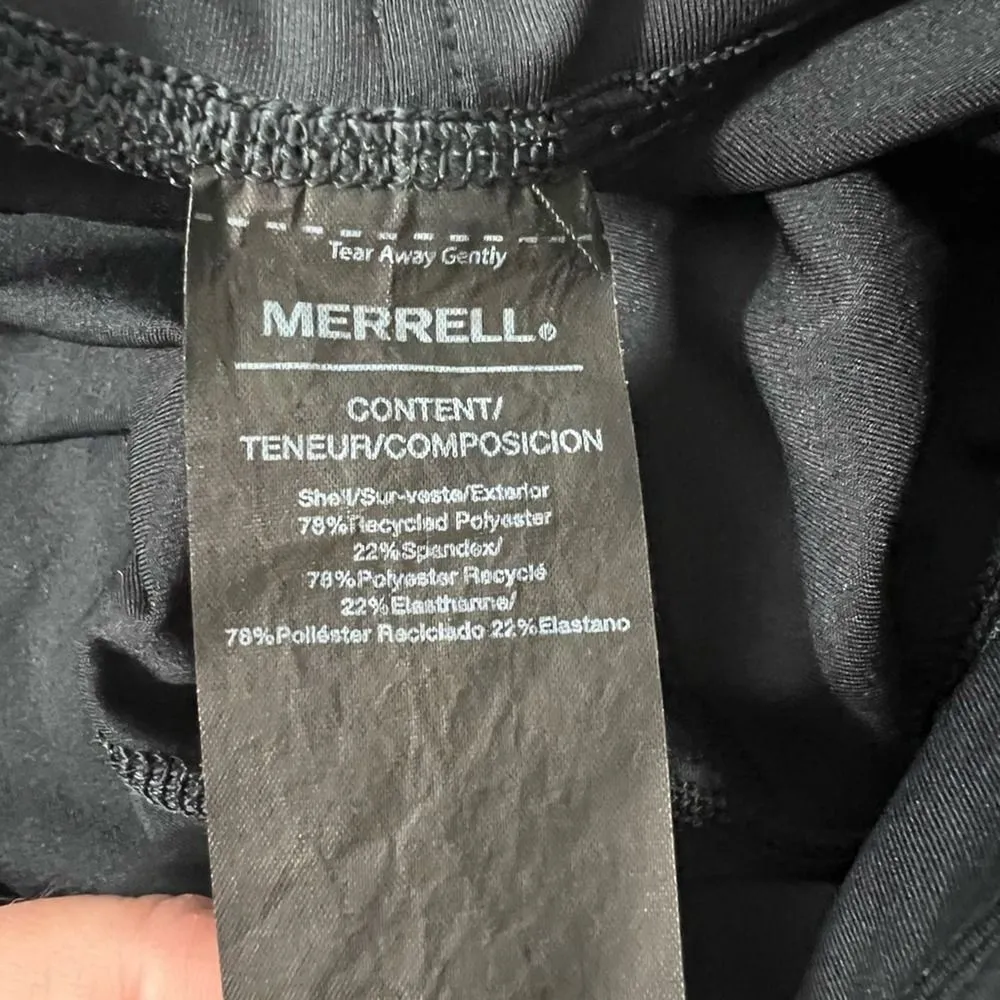 Tear Away Gently
MERRELL®
CONTENT/
TENEUR/COMPOSICION
Shell/Sur-veste/Exterior
78%Recycled Polyester
22%Spandex/
78%Polyester Recyclé
22%Elasthanne/
78%Poliéster Reciclado 22%Elastano